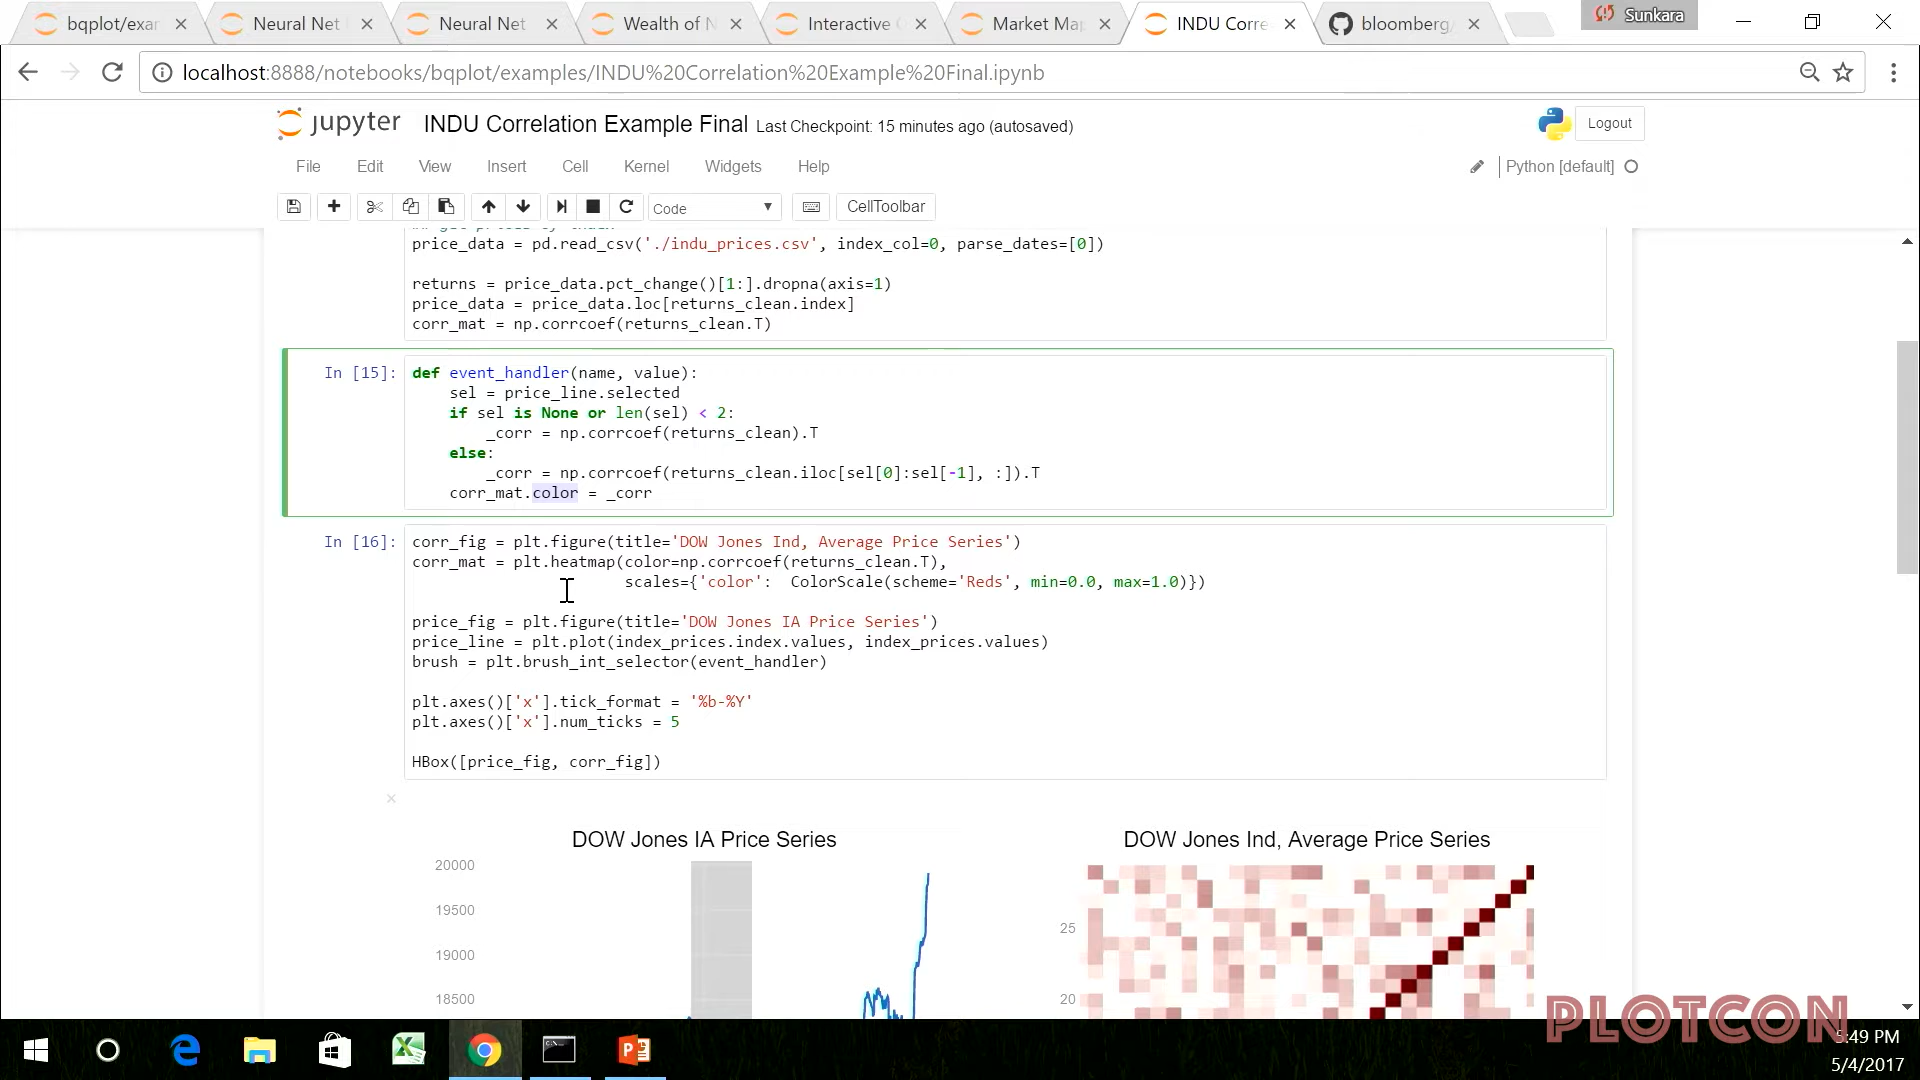 bqplot/exar
Neural Net
Neural Net
Wealth of N
Interactive
Market Map
INDU Corre
bloomberg/
Sunkara
localhost:8888/notebooks/bqplot/examples/INDU%20Correlation%20Example%20Final.ipynb
jupyter INDU Correlation Example Final Last Checkpoint: 15 minutes ago (autosaved)
Logout
File Edit View Insert Cell Kernel Widgets Help
Python [default]
Code
CellToolbar
price_data = pd.read_csv('./indu_prices.csv', index_col=0, parse_dates=[0])
returns = price_data.pct_change()[1:].dropna(axis=1)
price_data = price_data.loc[returns_clean.index]
corr_mat = np.corrcoef(returns_clean.T)
In [15]: def event_handler(name, value):
sel = price_line.selected
if sel is None or len(sel) < 2:
_corr = np.corrcoef(returns_clean).T
else:
_corr = np.corrcoef(returns_clean.iloc[sel[0]:sel[-1], :]).T
corr_mat.color = _corr
In [16]: corr_fig = plt.figure(title='DOW Jones Ind, Average Price Series')
corr_mat = plt.heatmap(color=np.corrcoef(returns_clean.T),
scales={'color': ColorScale(scheme='Reds', min=0.0, max=1.0)})
price_fig = plt.figure(title='DOW Jones IA Price Series')
price_line = plt.plot(index_prices.index.values, index_prices.values)
brush = plt.brush_int_selector(event_handler)
plt.axes()['x'].tick_format = '%b-%Y'
plt.axes()['x'].num_ticks = 5
HBox([price_fig, corr_fig])
DOW Jones IA Price Series
20000
19500
19000
18500
DOW Jones Ind, Average Price Series
25
20
PLOTCON
5:49 PM
5/4/2017